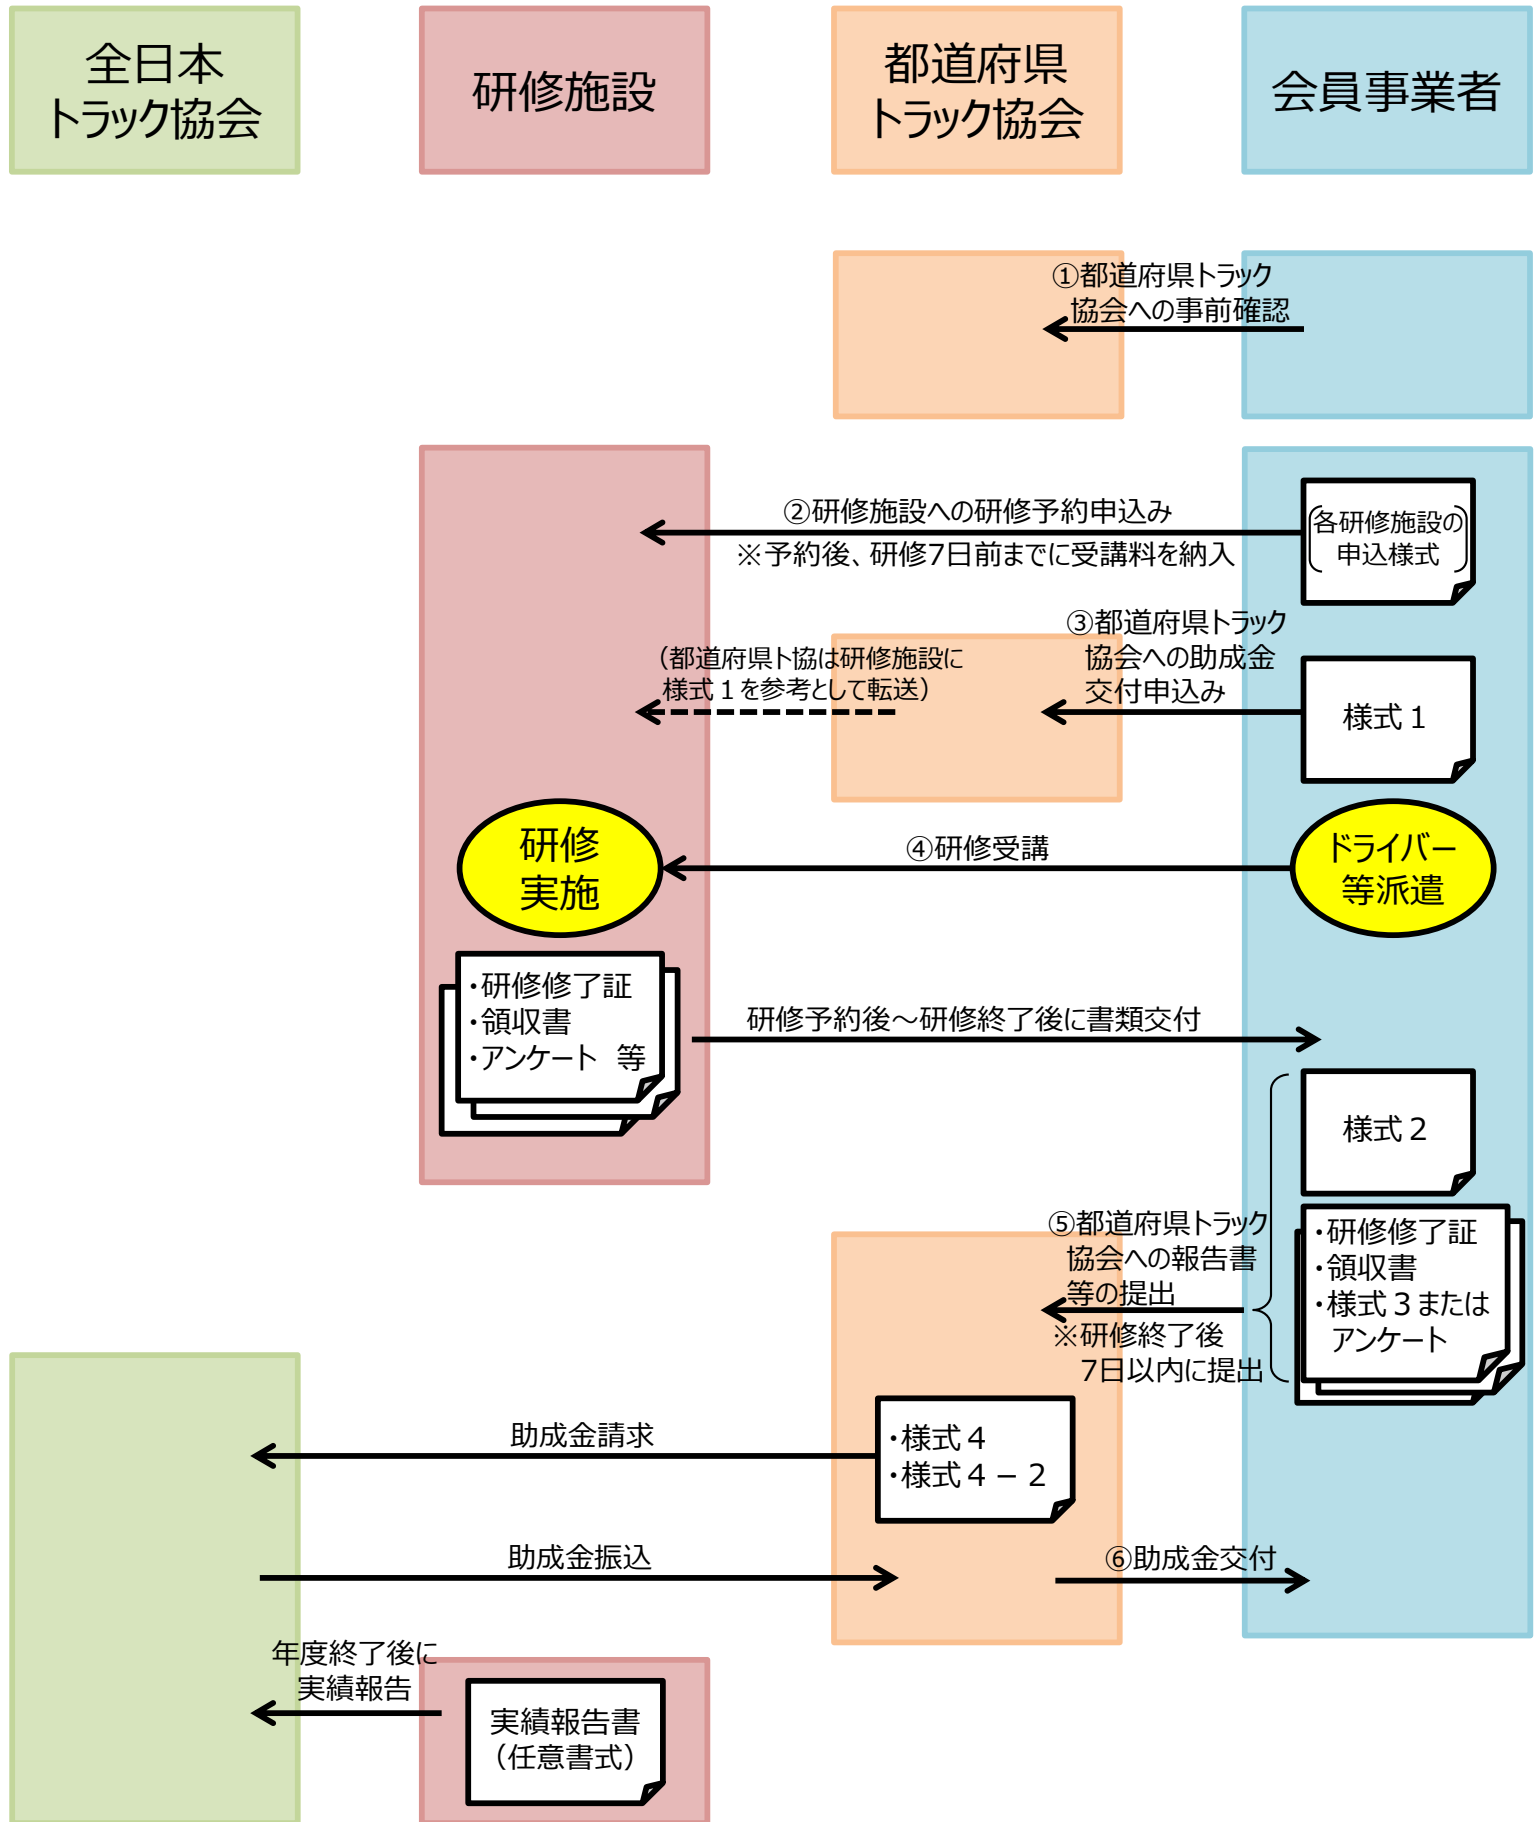 全日本
トラック協会
研修施設
都道府県
トラック協会
会員事業者
①都道府県トラック
協会への事前確認
②研修施設への研修予約申込み
※予約後、研修7日前までに受講料を納入
各研修施設の
申込様式
③都道府県トラック
協会への助成金
交付申込み
（都道府県ト協は研修施設に
様式１を参考として転送）
様式１
研修
実施
④研修受講
ドライバー
等派遣
・研修修了証
・領収書
・アンケート　等
研修予約後～研修終了後に書類交付
様式２
⑤都道府県トラック
協会への報告書
等の提出
※研修終了後
7日以内に提出
・研修修了証
・領収書
・様式３または
アンケート
助成金請求
・様式４
・様式４－２
助成金振込
⑥助成金交付
年度終了後に
実績報告
実績報告書
（任意書式）